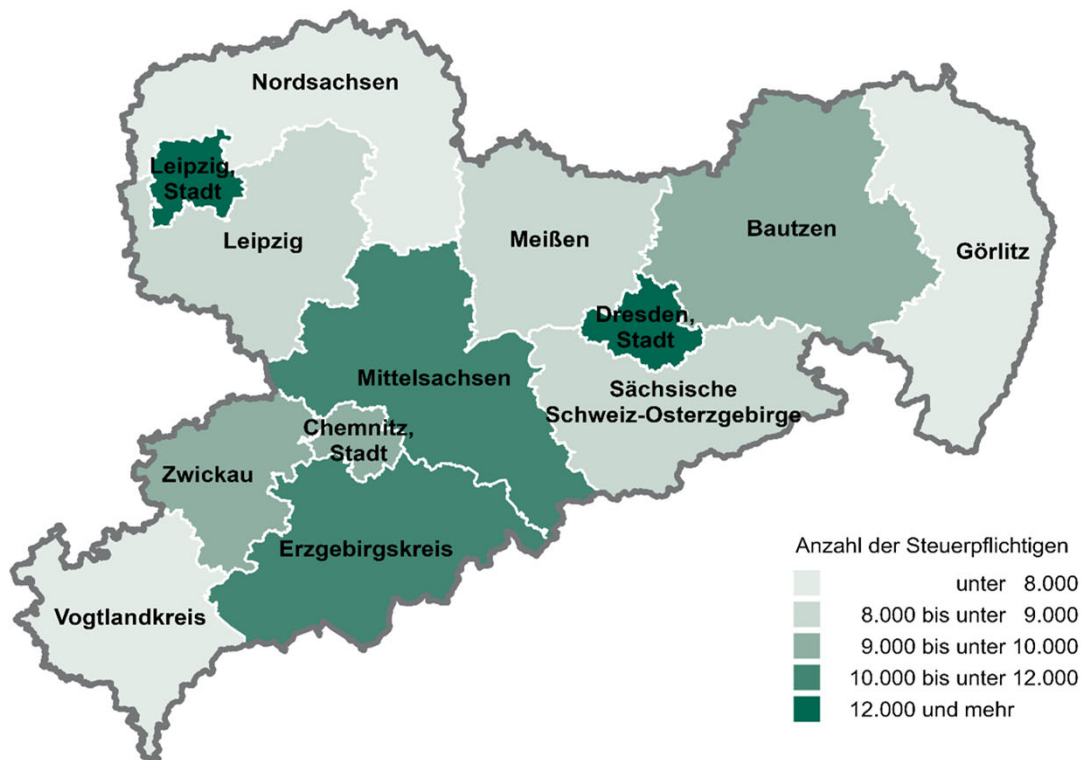 Nordsachsen
Leipzig,
Stadt
Leipzig
Meißen
Bautzen
Görlitz
Dresden,
Stadt
Mittelsachsen
Sächsische
Schweiz-Osterzgebirge
Chemnitz,
Stadt
Zwickau
Erzgebirgskreis
Vogtlandkreis
Anzahl der Steuerpflichtigen
unter 8.000
8.000 bis unter 9.000
9.000 bis unter 10.000
10.000 bis unter 12.000
12.000 und mehr